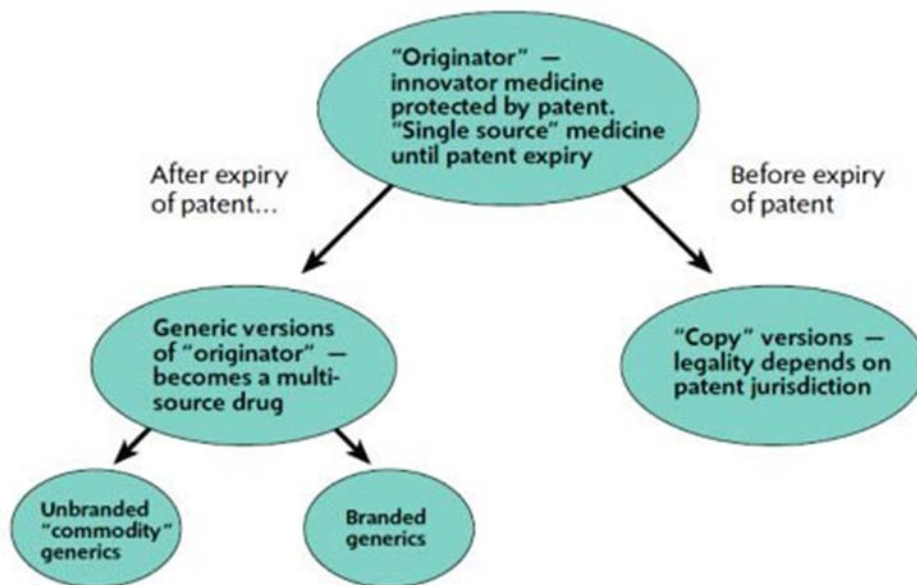 "Originator" —
innovator medicine
protected by patent.
"Single source" medicine
until patent expiry
After expiry
of patent...
Before expiry
of patent
Generic versions
of "originator" —
becomes a multi-
source drug
"Copy" versions —
legality depends on
patent jurisdiction
Unbranded
"commodity"
generics
Branded
generics